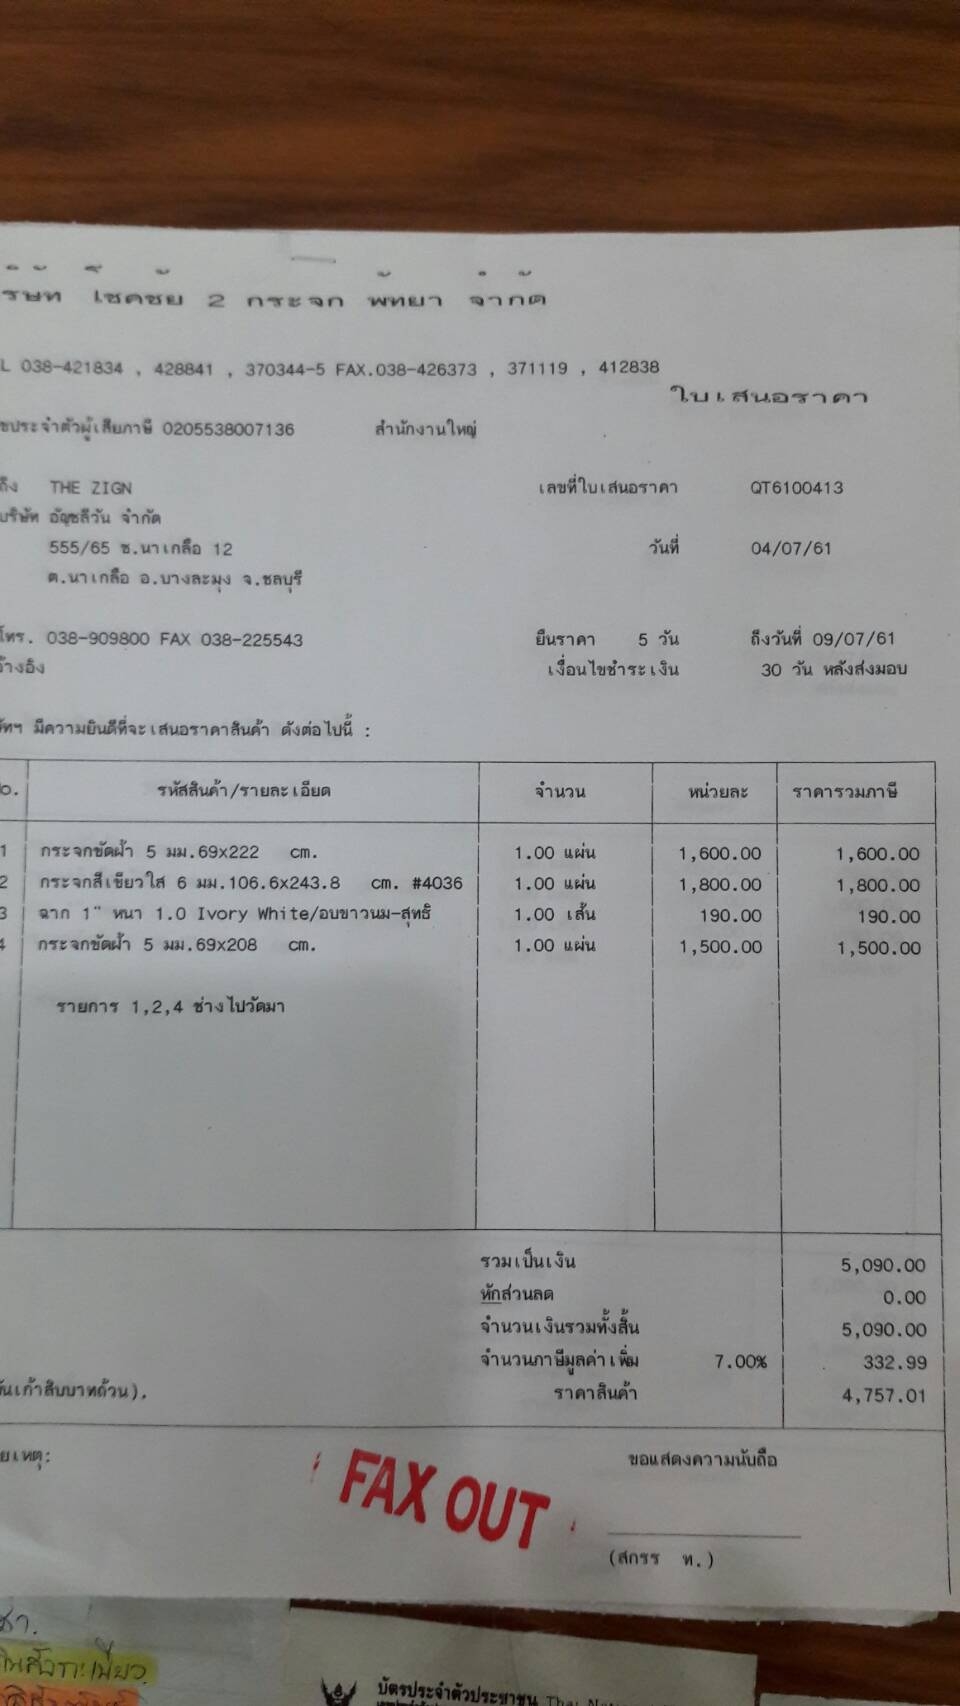 ริษัท โชคชัย 2 กระจก พัทยา จำกัด
L 038-421834 , 428841 , 370344-5 FAX.038-426373 , 371119 , 412838
ใบเสนอราคา
ขประจำตัวผู้เสียภาษี 0205538007136 สำนักงานใหญ่
ถึง THE ZIGN เลขที่ใบเสนอราคา QT6100413
บริษัท อัญชลีวัน จำกัด
555/65 ซ.นาเกลือ 12 วันที่ 04/07/61
ต.นาเกลือ อ.บางละมุง จ.ชลบุรี
โทร. 038-909800 FAX 038-225543 ยืนราคา 5 วัน ถึงวันที่ 09/07/61
อ้างอิง เงื่อนไขชำระเงิน 30 วัน หลังส่งมอบ
ษัทฯ มีความยินดีที่จะเสนอราคาสินค้า ดังต่อไปนี้ :
o. รหัสสินค้า/รายละเอียด จำนวน หน่วยละ ราคารวมภาษี
1 กระจกขัดฝ้า 5 มม.69x222 cm. 1.00 แผ่น 1,600.00 1,600.00
2 กระจกสีเขียวใส 6 มม.106.6x243.8 cm. #4036 1.00 แผ่น 1,800.00 1,800.00
3 ฉาก 1" หนา 1.0 Ivory White/อบขาวนม-สุทธิ 1.00 เส้น 190.00 190.00
4 กระจกขัดฝ้า 5 มม.69x208 cm. 1.00 แผ่น 1,500.00 1,500.00
รายการ 1,2,4 ช่างไปวัดมา
รวมเป็นเงิน 5,090.00
หักส่วนลด 0.00
จำนวนเงินรวมทั้งสิ้น 5,090.00
จำนวนภาษีมูลค่าเพิ่ม 7.00% 332.99
ันเก้าสิบบาทถ้วน). ราคาสินค้า 4,757.01
ยเหตุ: ขอแสดงความนับถือ
FAX OUT
(สกรร ท.)
บัตรประจำตัวประชาชน Thai Nat